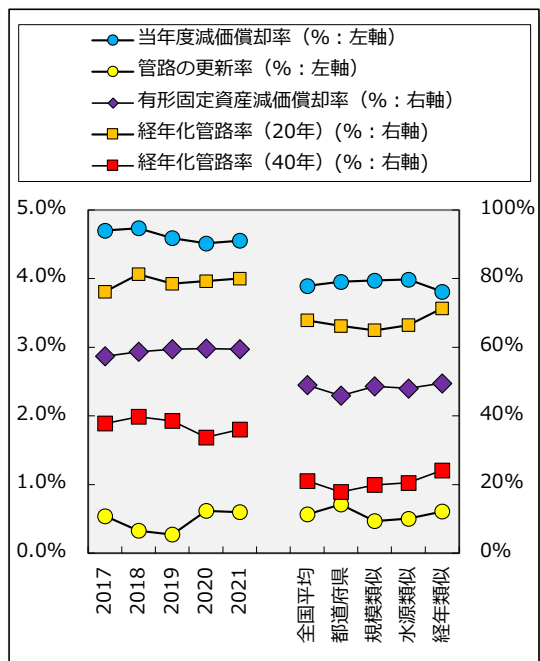 当年度減価償却率（%：左軸）
管路の更新率（%：左軸）
有形固定資産減価償却率（%：右軸）
経年化管路率（20年）(%：右軸)
経年化管路率（40年）(%：右軸)
5.0% 100%
4.0% 80%
3.0% 60%
2.0% 40%
1.0% 20%
0.0% 0%
2017
2018
2019
2020
2021
全国平均
都道府県
規模類似
水源類似
経年類似